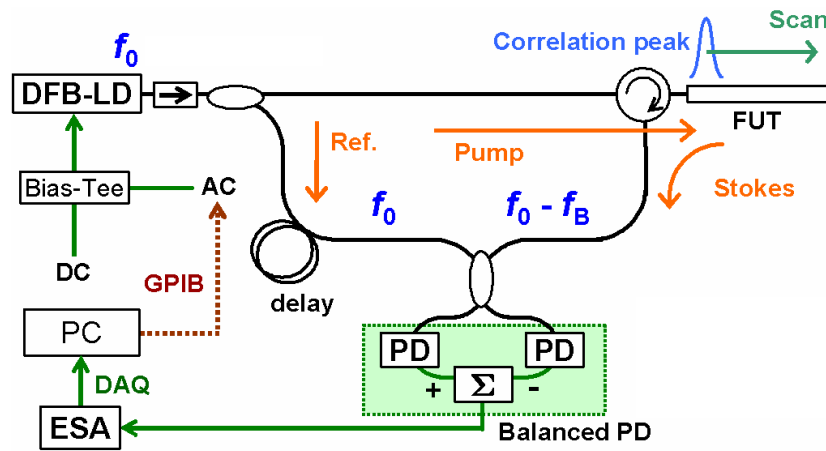 f0
Correlation peak
Scan
DFB-LD
FUT
Ref.
Pump
Stokes
Bias-Tee
AC
f0
f0 - fB
DC
GPIB
delay
PC
PD
PD
DAQ
+
Σ
-
ESA
Balanced PD